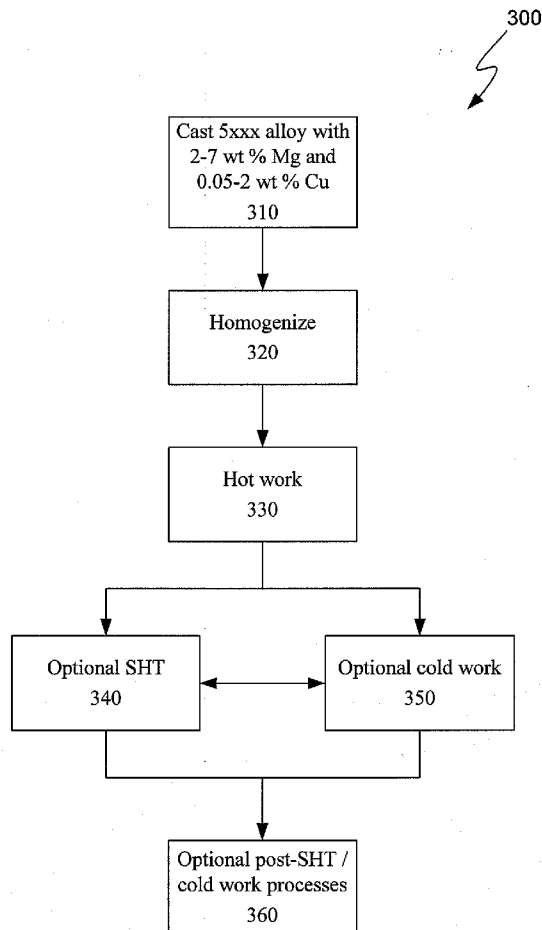 300
Cast 5xxx alloy with
2-7 wt % Mg and
0.05-2 wt % Cu
310
Homogenize
320
Hot work
330
Optional SHT
340
Optional cold work
350
Optional post-SHT /
cold work processes
360